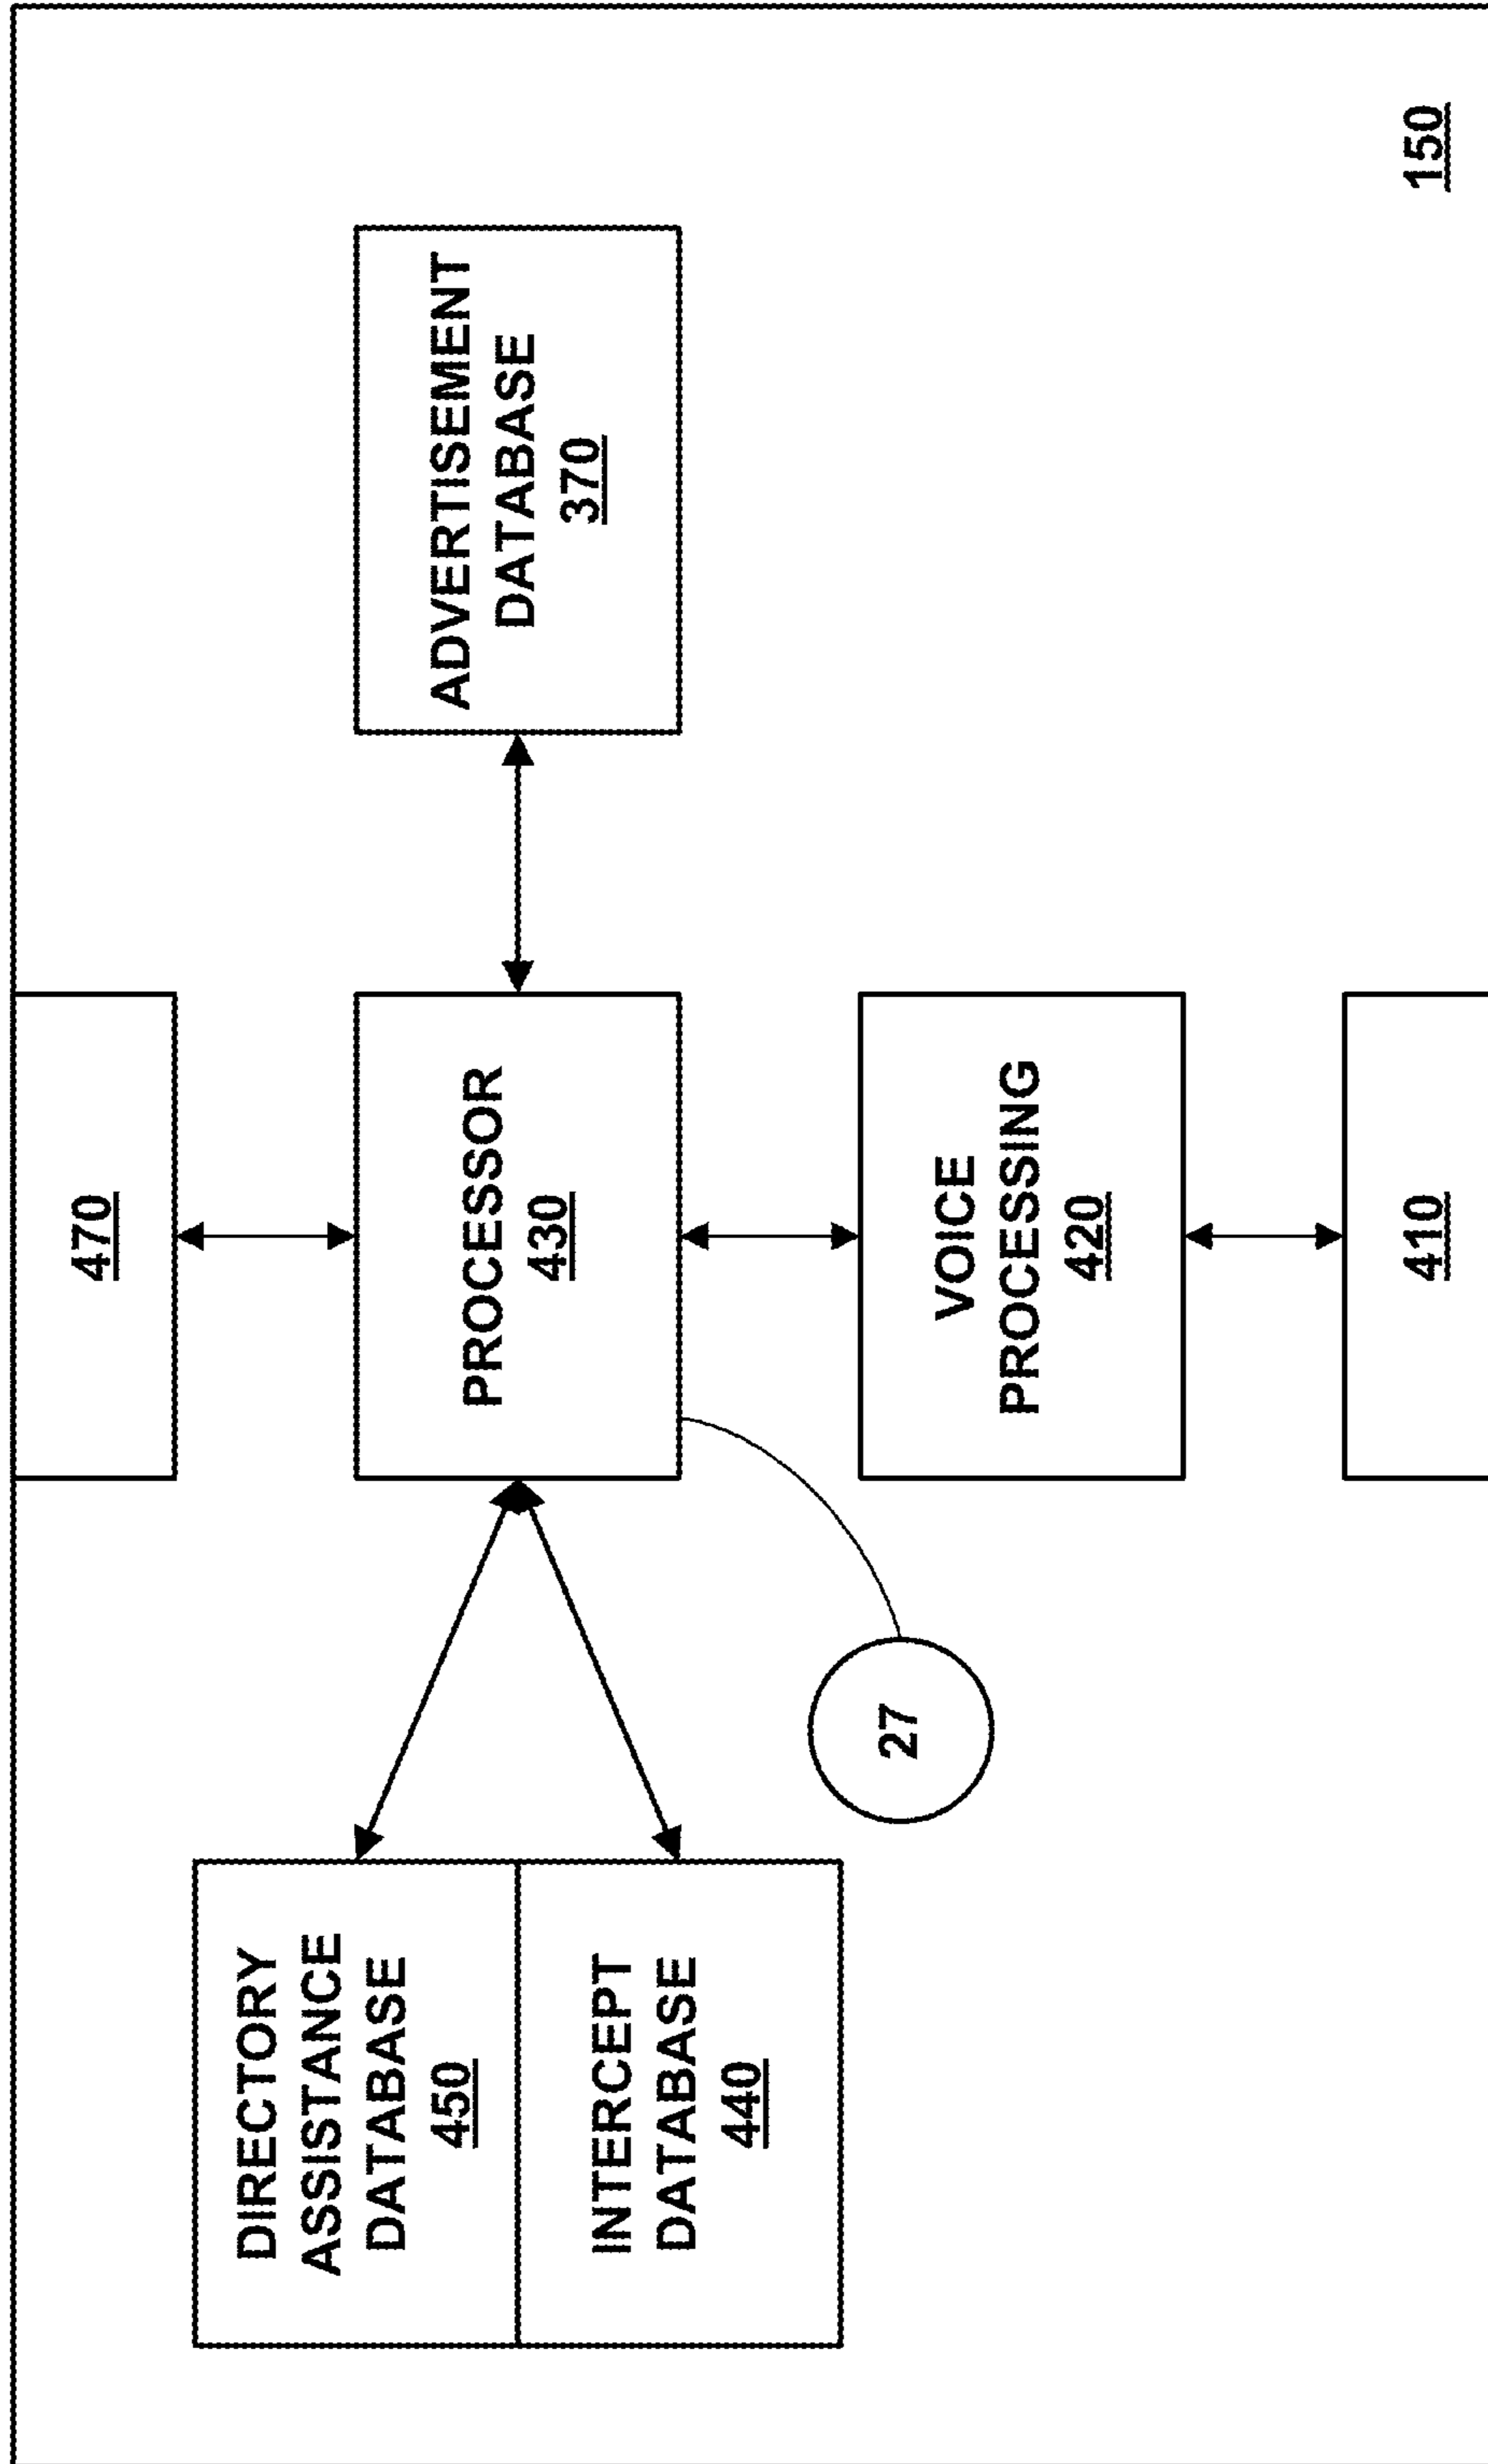 470
DIRECTORY
ASSISTANCE
DATABASE
450
INTERCEPT
DATABASE
440
PROCESSOR
430
ADVERTISEMENT
DATABASE
370
27
VOICE
PROCESSING
420
410
150